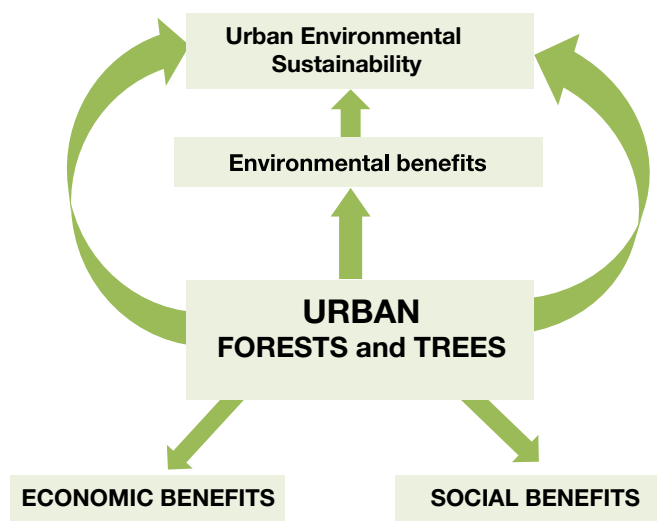 Urban Environmental
Sustainability
Environmental benefits
URBAN
FORESTS and TREES
ECONOMIC BENEFITS
SOCIAL BENEFITS